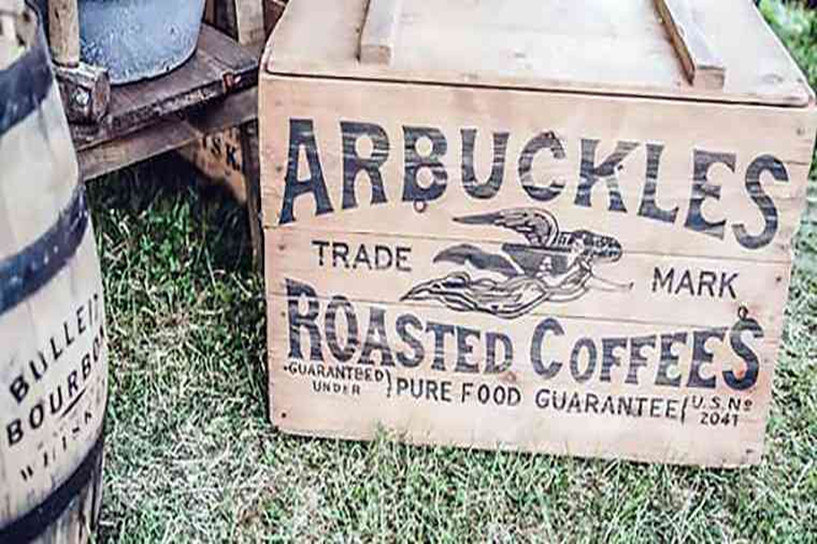 ARBUCKLES
TRADE MARK
ROASTED COFFEES
GUARANTEED UNDER } PURE FOOD GUARANTEE { U.S. No 2041
BULLEIT
BOURBON
WHISKEY